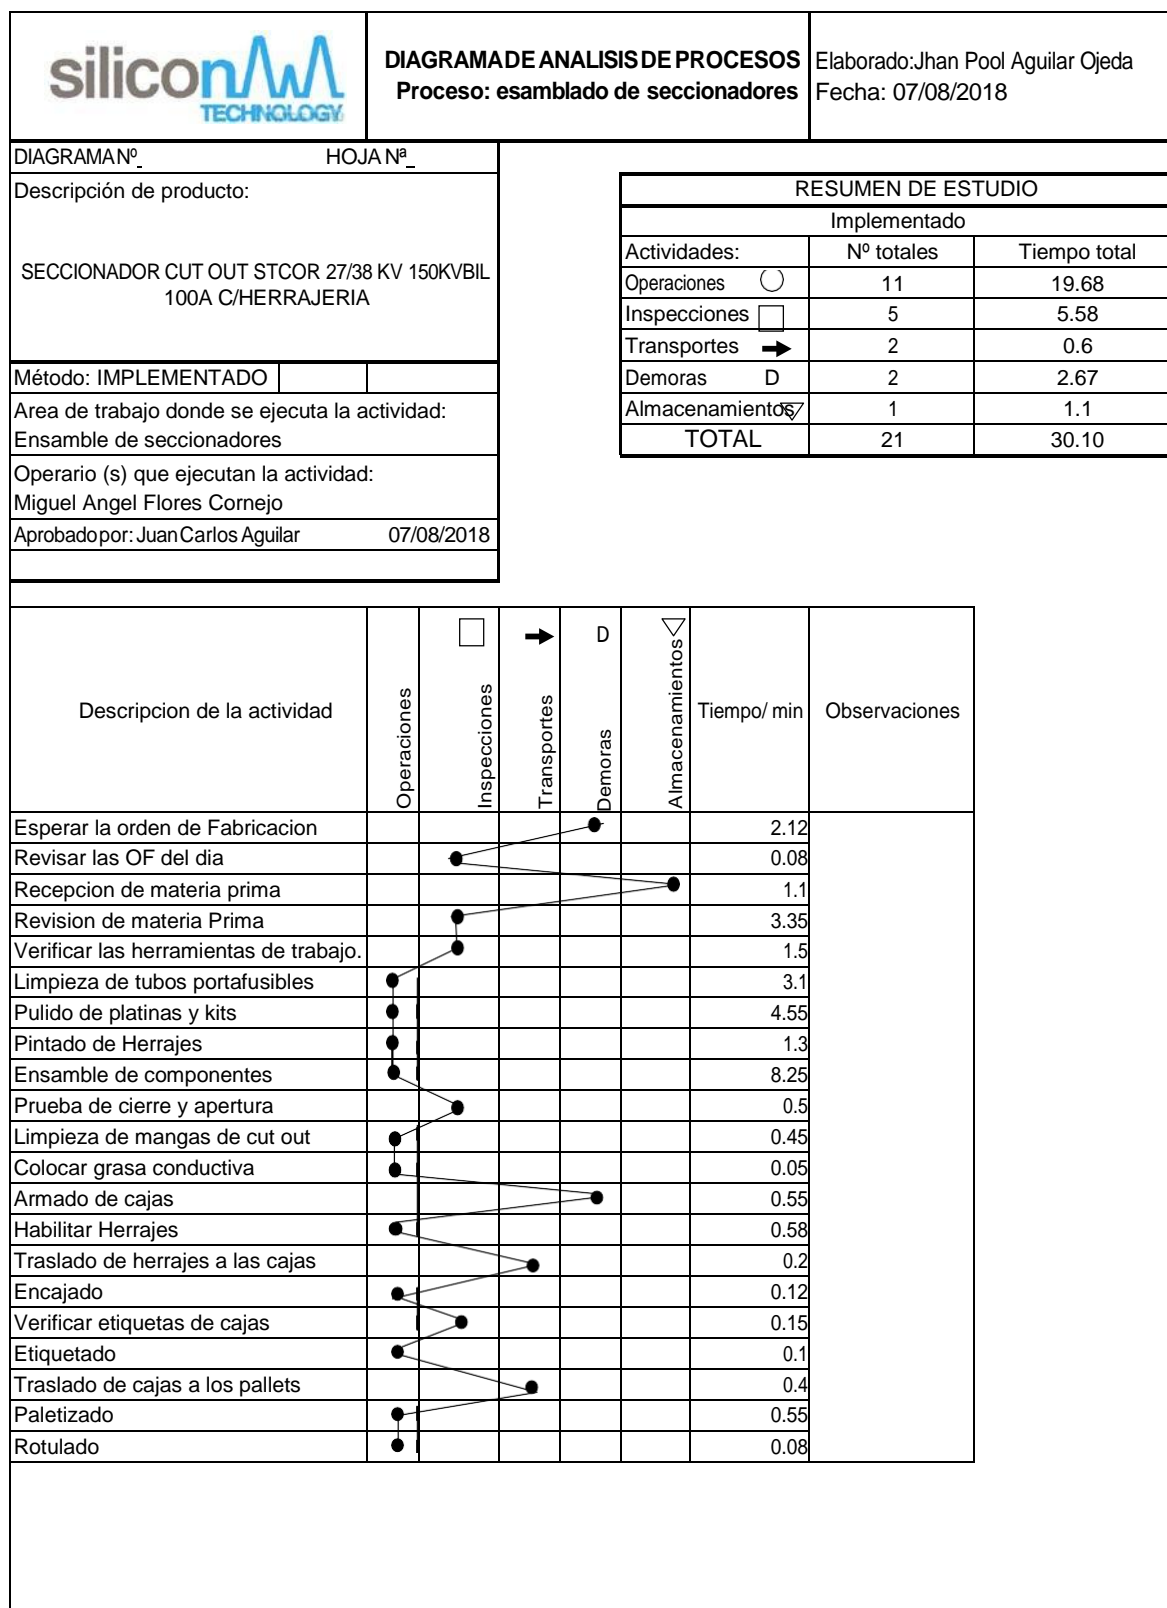 silicon
TECHNOLOGY
DIAGRAMA DE ANALISIS DE PROCESOS
Proceso: esamblado de seccionadores
Elaborado:Jhan Pool Aguilar Ojeda
Fecha: 07/08/2018
DIAGRAMA Nº_ HOJA Nª_
Descripción de producto:
SECCIONADOR CUT OUT STCOR 27/38 KV 150KVBIL
100A C/HERRAJERIA
Método: IMPLEMENTADO
Area de trabajo donde se ejecuta la actividad:
Ensamble de seccionadores
Operario (s) que ejecutan la actividad:
Miguel Angel Flores Cornejo
Aprobado por: Juan Carlos Aguilar 07/08/2018
RESUMEN DE ESTUDIO
Implementado
Actividades: Nº totales Tiempo total
Operaciones 11 19.68
Inspecciones 5 5.58
Transportes 2 0.6
Demoras D 2 2.67
Almacenamientos 1 1.1
TOTAL 21 30.10
Descripcion de la actividad Operaciones Inspecciones Transportes D Demoras Almacenamientos Tiempo/ min Observaciones
Esperar la orden de Fabricacion 2.12
Revisar las OF del dia 0.08
Recepcion de materia prima 1.1
Revision de materia Prima 3.35
Verificar las herramientas de trabajo. 1.5
Limpieza de tubos portafusibles 3.1
Pulido de platinas y kits 4.55
Pintado de Herrajes 1.3
Ensamble de componentes 8.25
Prueba de cierre y apertura 0.5
Limpieza de mangas de cut out 0.45
Colocar grasa conductiva 0.05
Armado de cajas 0.55
Habilitar Herrajes 0.58
Traslado de herrajes a las cajas 0.2
Encajado 0.12
Verificar etiquetas de cajas 0.15
Etiquetado 0.1
Traslado de cajas a los pallets 0.4
Paletizado 0.55
Rotulado 0.08